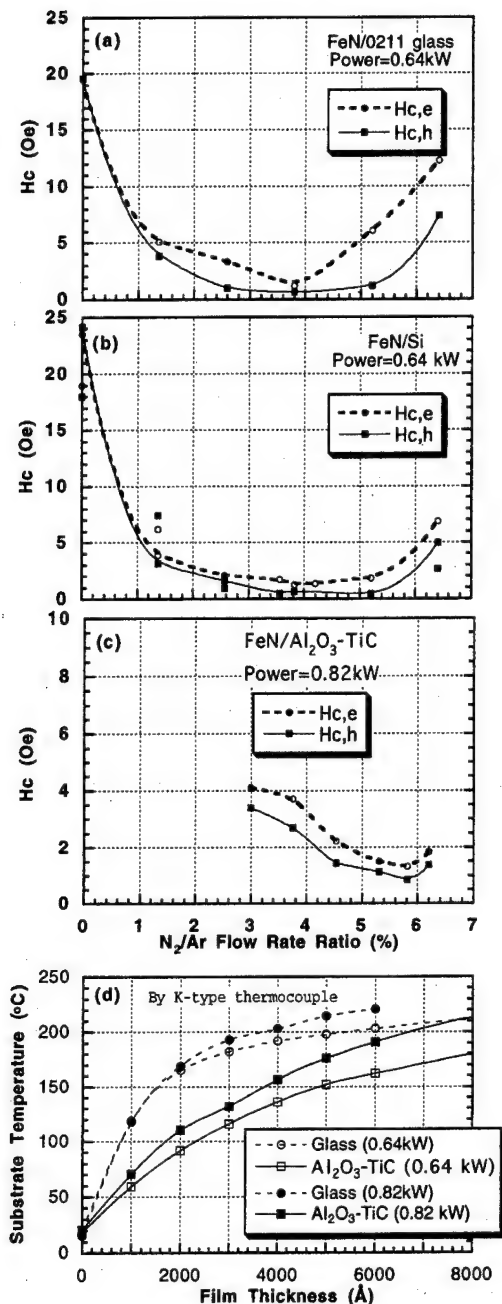 25
(a)
FeN/0211 glass
Power=0.64kW
20
Hc,e
Hc,h
15
Hc (Oe)
10
5
0
25
(b)
FeN/Si
Power=0.64 kW
20
Hc,e
Hc,h
15
Hc (Oe)
10
5
0
10
(c)
FeN/Al₂O₃-TiC
8
Power=0.82kW
Hc,e
Hc,h
6
Hc (Oe)
4
2
0
0 1 2 3 4 5 6 7
N₂/Ar Flow Rate Ratio (%)
250
(d)
By K-type thermocouple
200
150
Substrate Temperature (ºC)
100
Glass (0.64kW)
Al₂O₃-TiC (0.64 kW)
Glass (0.82kW)
Al₂O₃-TiC (0.82 kW)
50
0
0 2000 4000 6000 8000
Film Thickness (Å)